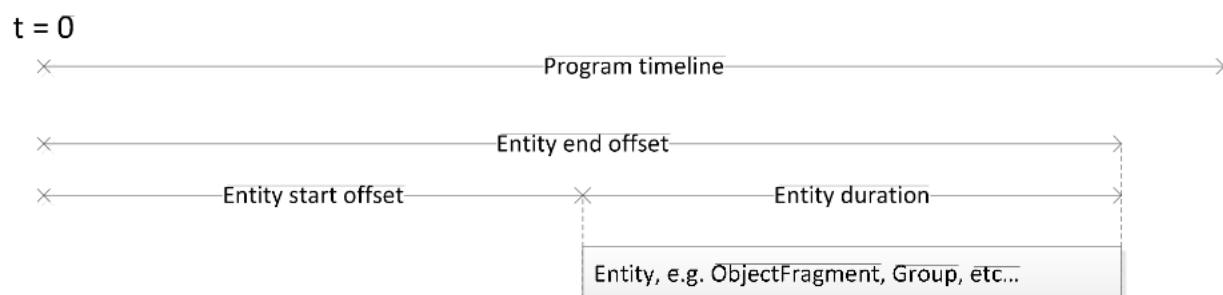 t = 0
Program timeline
Entity end offset
Entity start offset
Entity duration
Entity, e.g. ObjectFragment, Group, etc...